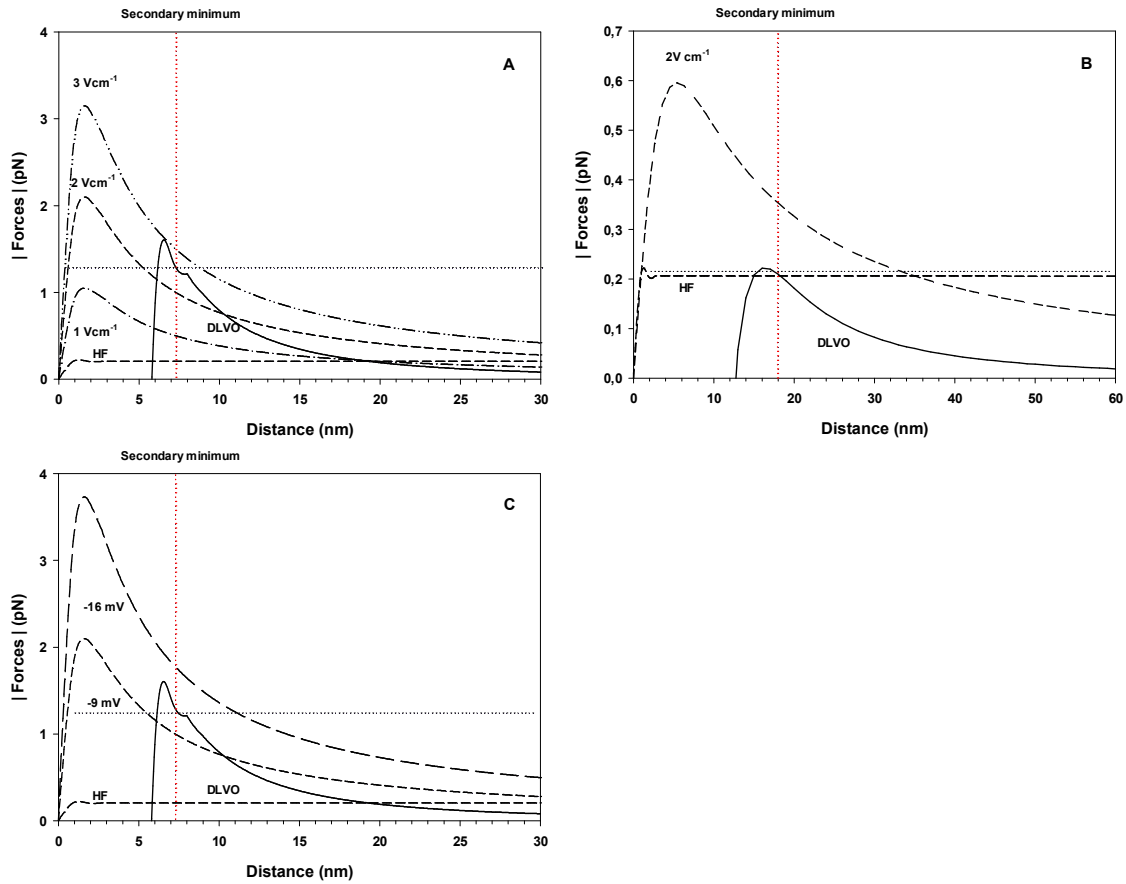 Secondary minimum
A
3 Vcm-1
2 Vcm-1
1 Vcm-1
HF
DLVO
4
3
2
1
0
0 5 10 15 20 25 30
| Forces | (pN)
Distance (nm)
Secondary minimum
B
2V cm-1
HF
DLVO
0,7
0,6
0,5
0,4
0,3
0,2
0,1
0,0
0 10 20 30 40 50 60
| Forces | (pN)
Distance (nm)
Secondary minimum
C
-16 mV
-9 mV
HF
DLVO
4
3
2
1
0
0 5 10 15 20 25 30
| Forces | (pN)
Distance (nm)